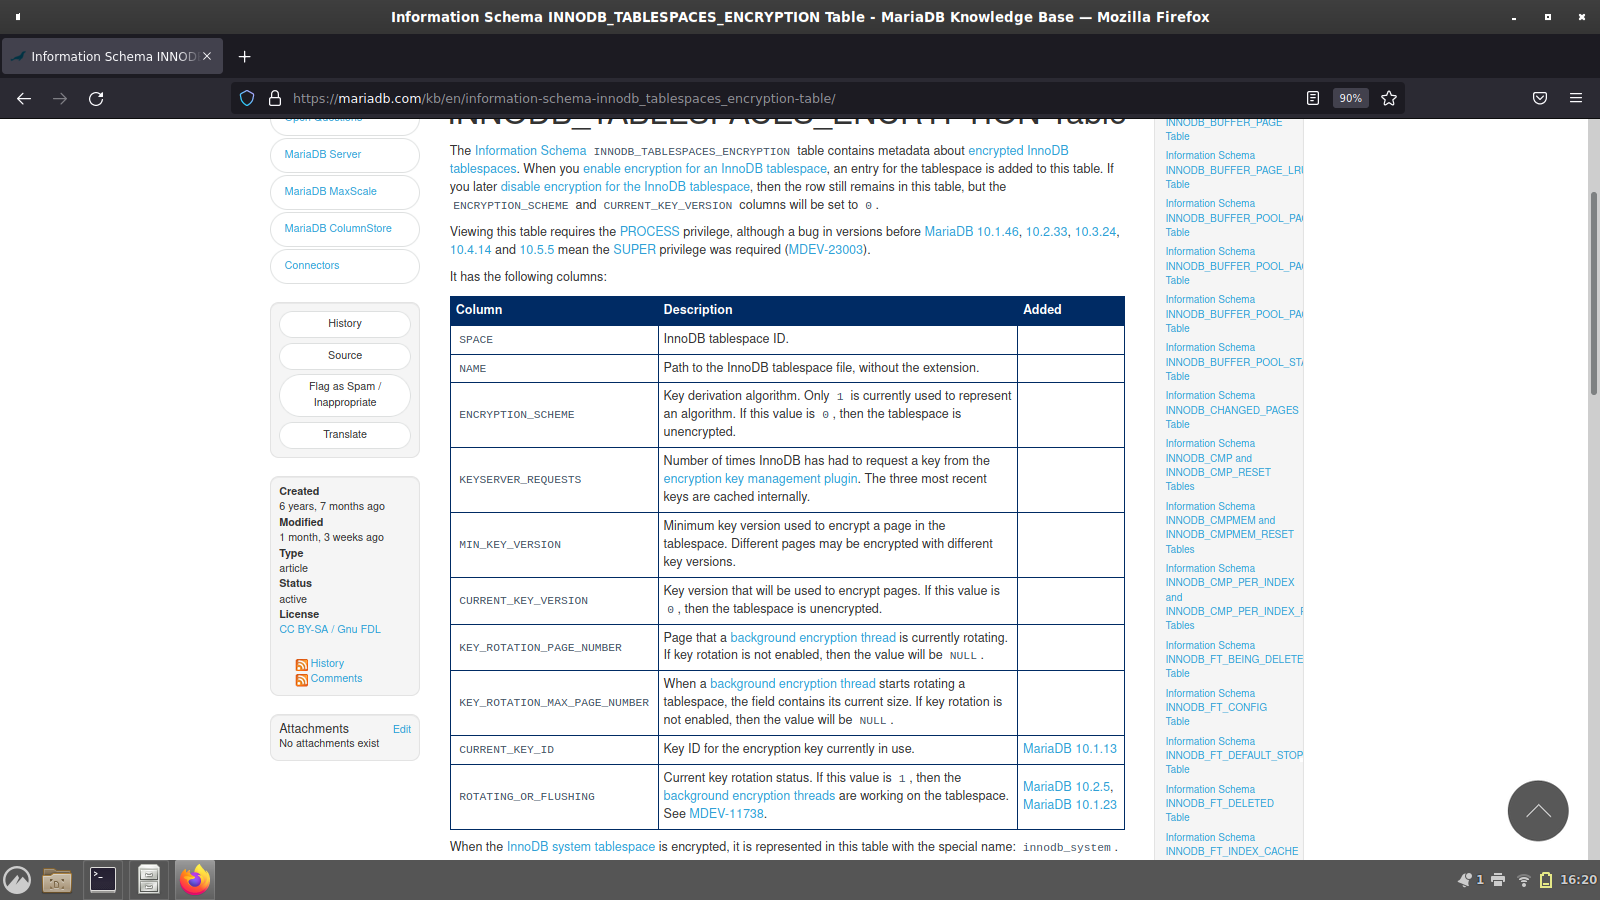 Information Schema INNODB_TABLESPACES_ENCRYPTION Table - MariaDB Knowledge Base — Mozilla Firefox
Information Schema INNOD
https://mariadb.com/kb/en/information-schema-innodb_tablespaces_encryption-table/
90%
Open Questions
MariaDB Server
MariaDB MaxScale
MariaDB ColumnStore
Connectors
History
Source
Flag as Spam /
Inappropriate
Translate
Created
6 years, 7 months ago
Modified
1 month, 3 weeks ago
Type
article
Status
active
License
CC BY-SA / Gnu FDL
History
Comments
Attachments
Edit
No attachments exist
INNODB_TABLESPACES_ENCRYPTION Table
The Information Schema INNODB_TABLESPACES_ENCRYPTION table contains metadata about encrypted InnoDB
tablespaces. When you enable encryption for an InnoDB tablespace, an entry for the tablespace is added to this table. If
you later disable encryption for the InnoDB tablespace, then the row still remains in this table, but the
ENCRYPTION_SCHEME and CURRENT_KEY_VERSION columns will be set to 0 .
Viewing this table requires the PROCESS privilege, although a bug in versions before MariaDB 10.1.46, 10.2.33, 10.3.24,
10.4.14 and 10.5.5 mean the SUPER privilege was required (MDEV-23003).
It has the following columns:
Column Description Added
SPACE InnoDB tablespace ID.
NAME Path to the InnoDB tablespace file, without the extension.
ENCRYPTION_SCHEME Key derivation algorithm. Only 1 is currently used to represent
an algorithm. If this value is 0 , then the tablespace is
unencrypted.
KEYSERVER_REQUESTS Number of times InnoDB has had to request a key from the
encryption key management plugin. The three most recent
keys are cached internally.
MIN_KEY_VERSION Minimum key version used to encrypt a page in the
tablespace. Different pages may be encrypted with different
key versions.
CURRENT_KEY_VERSION Key version that will be used to encrypt pages. If this value is
0 , then the tablespace is unencrypted.
KEY_ROTATION_PAGE_NUMBER Page that a background encryption thread is currently rotating.
If key rotation is not enabled, then the value will be NULL .
KEY_ROTATION_MAX_PAGE_NUMBER When a background encryption thread starts rotating a
tablespace, the field contains its current size. If key rotation is
not enabled, then the value will be NULL .
CURRENT_KEY_ID Key ID for the encryption key currently in use. MariaDB 10.1.13
ROTATING_OR_FLUSHING Current key rotation status. If this value is 1 , then the
background encryption threads are working on the tablespace.
See MDEV-11738.
MariaDB 10.2.5,
MariaDB 10.1.23
When the InnoDB system tablespace is encrypted, it is represented in this table with the special name: innodb_system .
INNODB_BUFFER_PAGE
Table
Information Schema
INNODB_BUFFER_PAGE_LR
Table
Information Schema
INNODB_BUFFER_POOL_PA
Table
Information Schema
INNODB_BUFFER_POOL_PA
Table
Information Schema
INNODB_BUFFER_POOL_PA
Table
Information Schema
INNODB_BUFFER_POOL_STA
Table
Information Schema
INNODB_CHANGED_PAGES
Table
Information Schema
INNODB_CMP and
INNODB_CMP_RESET
Tables
Information Schema
INNODB_CMPMEM and
INNODB_CMPMEM_RESET
Tables
Information Schema
INNODB_CMP_PER_INDEX
and
INNODB_CMP_PER_INDEX_
Tables
Information Schema
INNODB_FT_BEING_DELETE
Table
Information Schema
INNODB_FT_CONFIG
Table
Information Schema
INNODB_FT_DEFAULT_STOP
Table
Information Schema
INNODB_FT_DELETED
Table
Information Schema
INNODB_FT_INDEX_CACHE
1
16:20